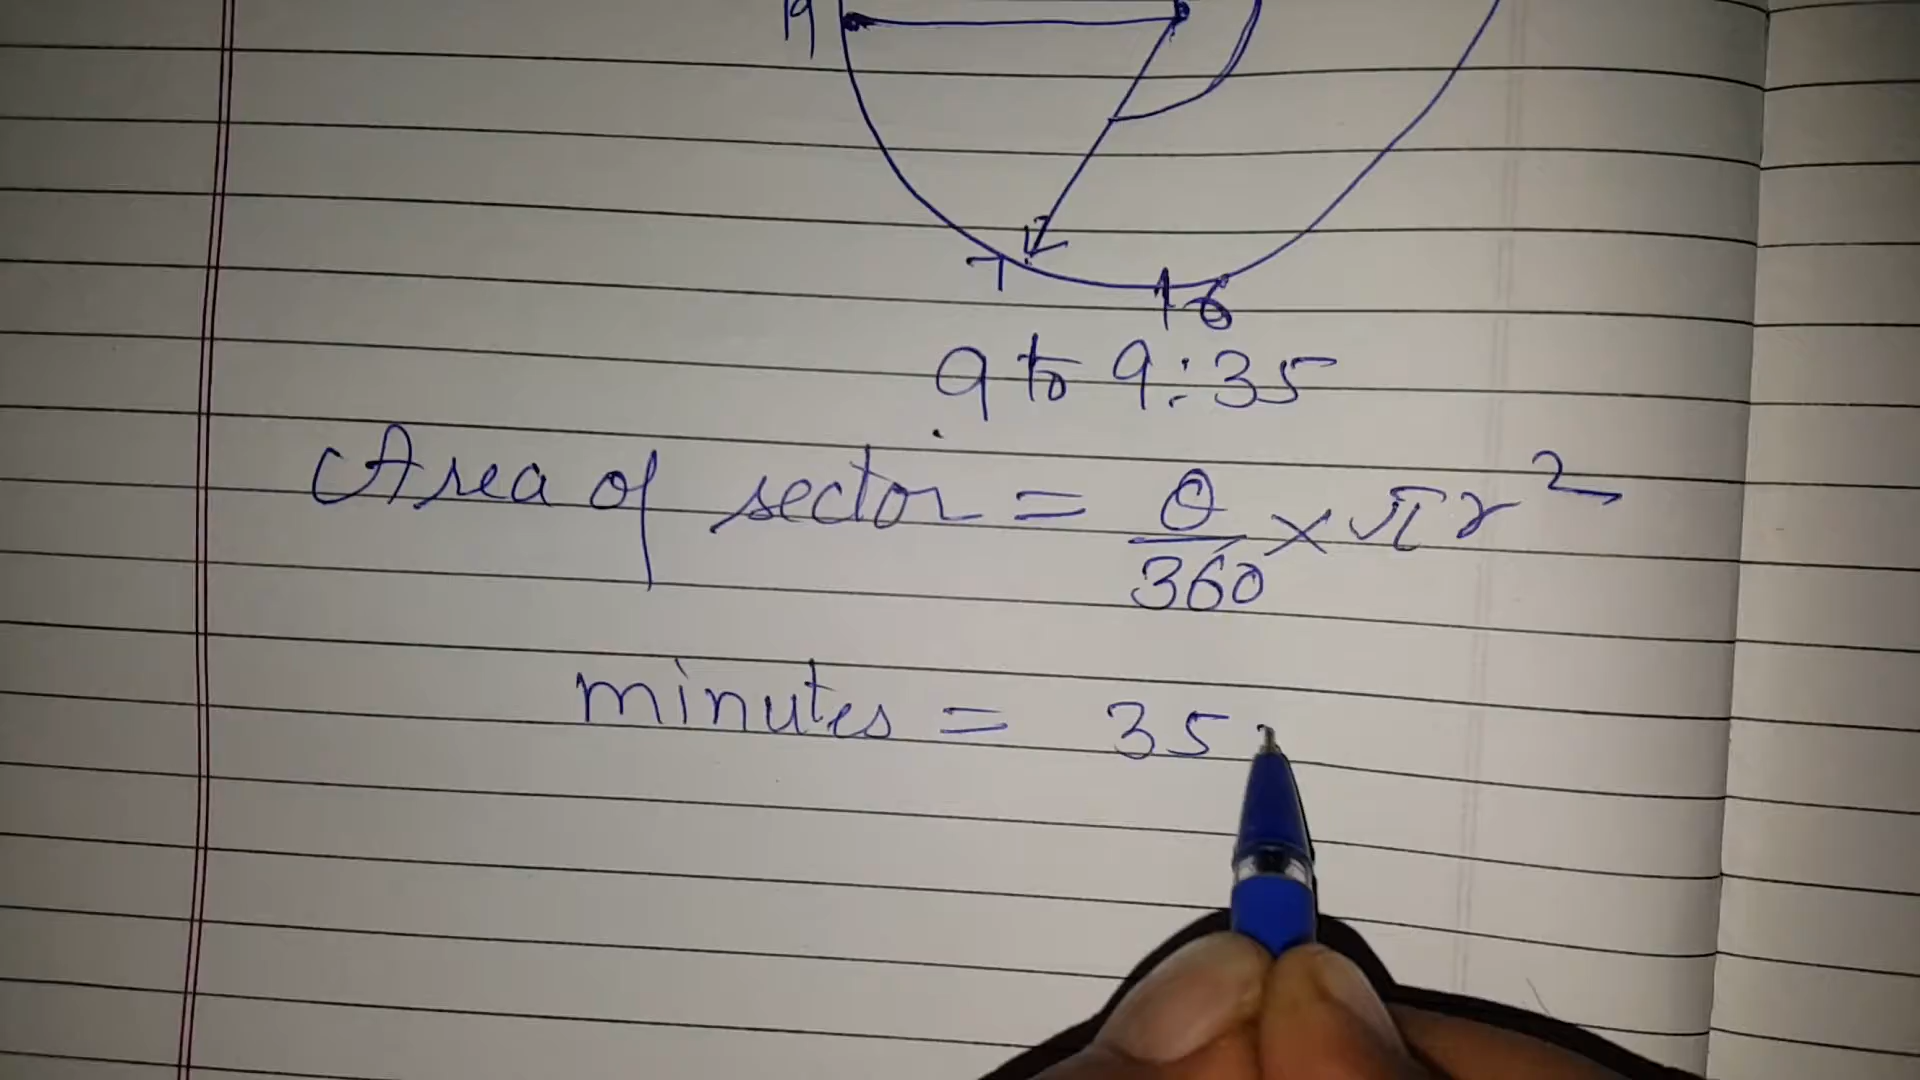 9
7
6
9 to 9:35
Area of sector = θ/360 × πr²
minutes = 35